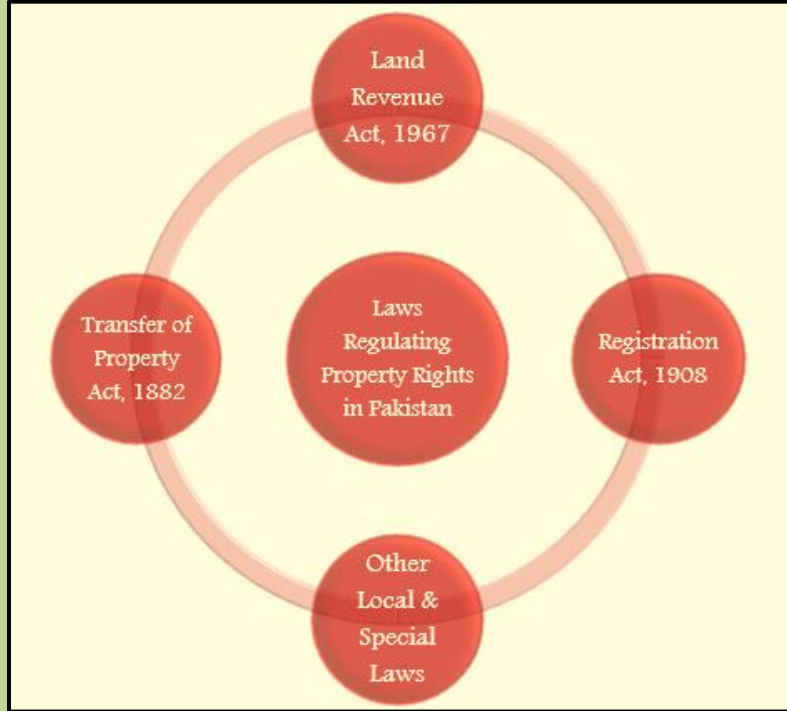 Land
Revenue
Act, 1967
Transfer of
Property
Act, 1882
Laws
Regulating
Property Rights
in Pakistan
Registration
Act, 1908
Other
Local &
Special
Laws